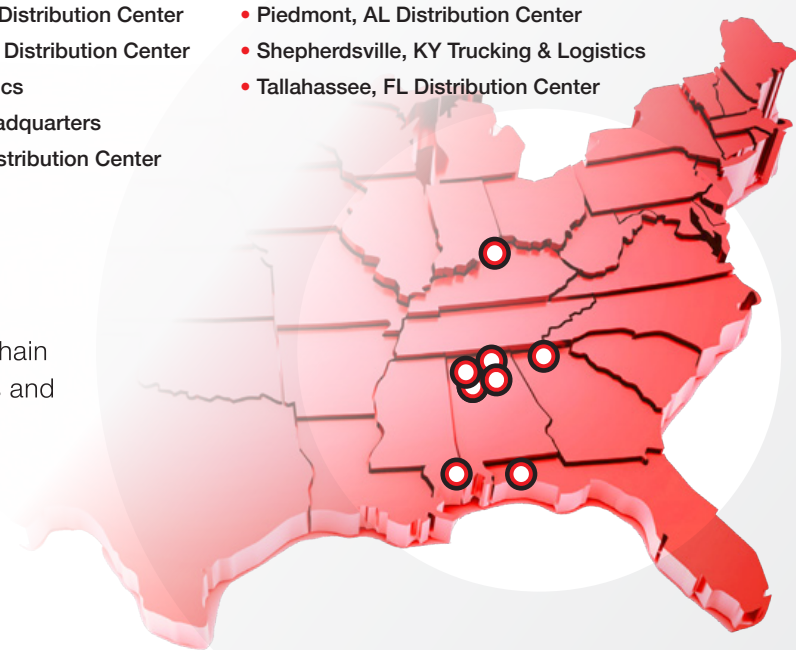 Distribution Center
Distribution Center
cs
adquarters
stribution Center
• Piedmont, AL Distribution Center
• Shepherdsville, KY Trucking & Logistics
• Tallahassee, FL Distribution Center
hain
and